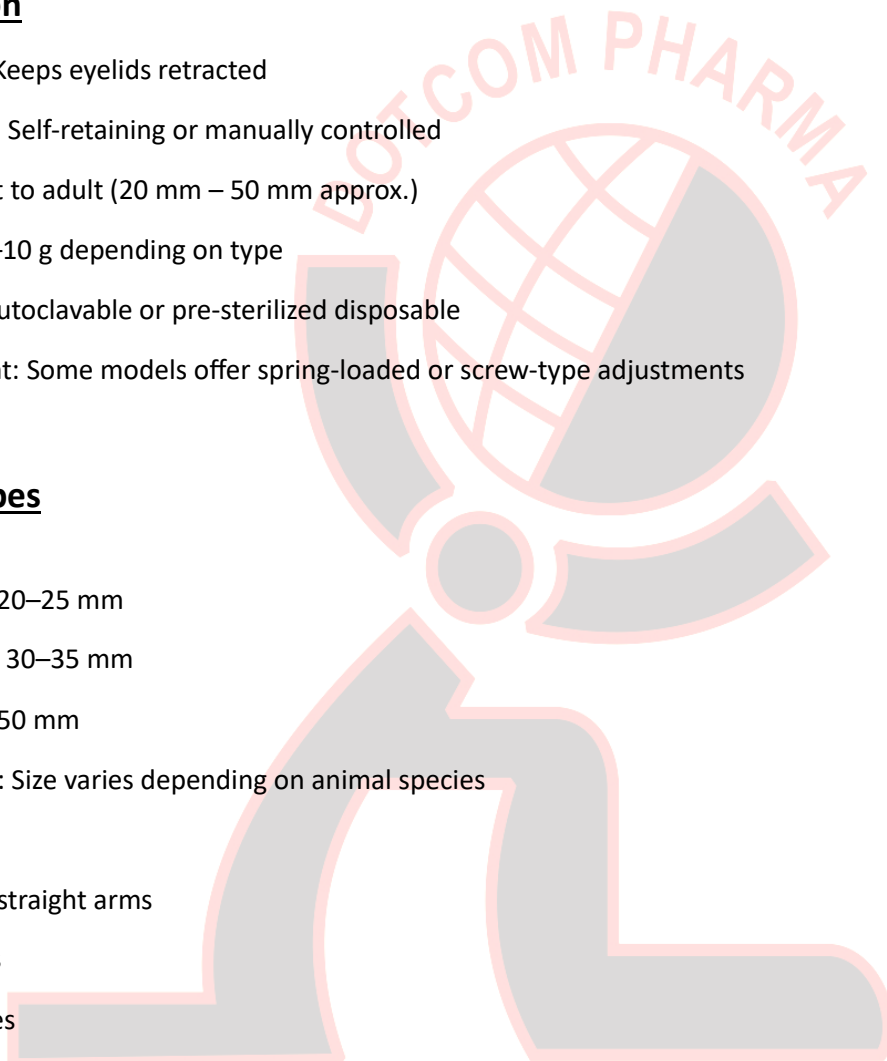 on
Keeps eyelids retracted
DOTCOM PHARMA
: Self-retaining or manually controlled
t to adult (20 mm – 50 mm approx.)
–10 g depending on type
utoclavable or pre-sterilized disposable
nt: Some models offer spring-loaded or screw-type adjustments
pes
20–25 mm
30–35 mm
50 mm
: Size varies depending on animal species
straight arms
es